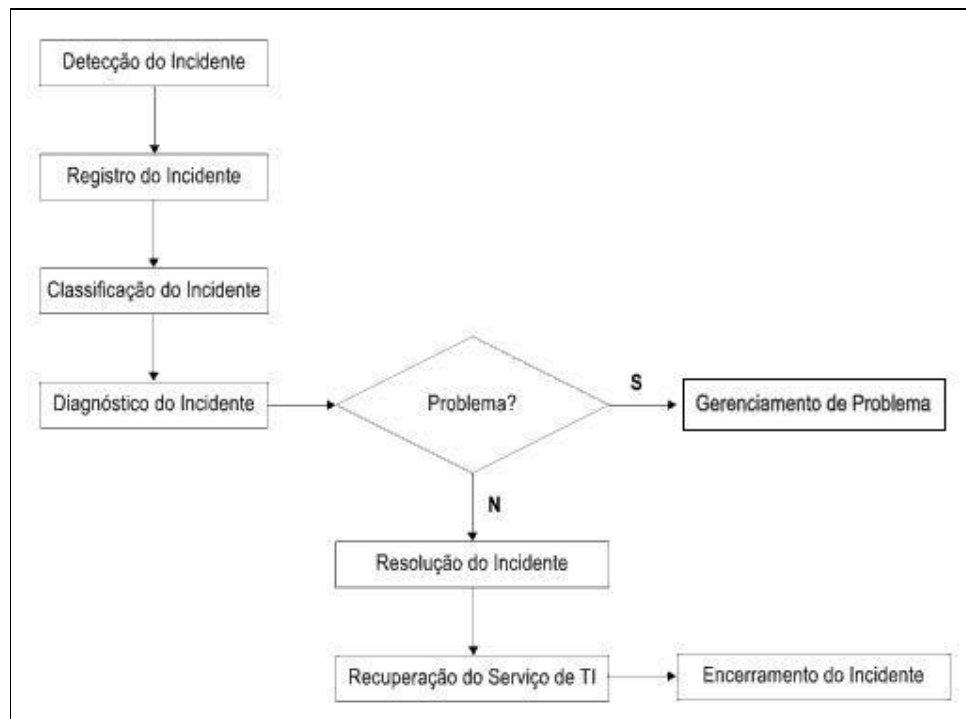 Detecção do Incidente
Registro do Incidente
Classificação do Incidente
Diagnóstico do Incidente
Problema?
S
Gerenciamento de Problema
N
Resolução do Incidente
Recuperação do Serviço de TI
Encerramento do Incidente